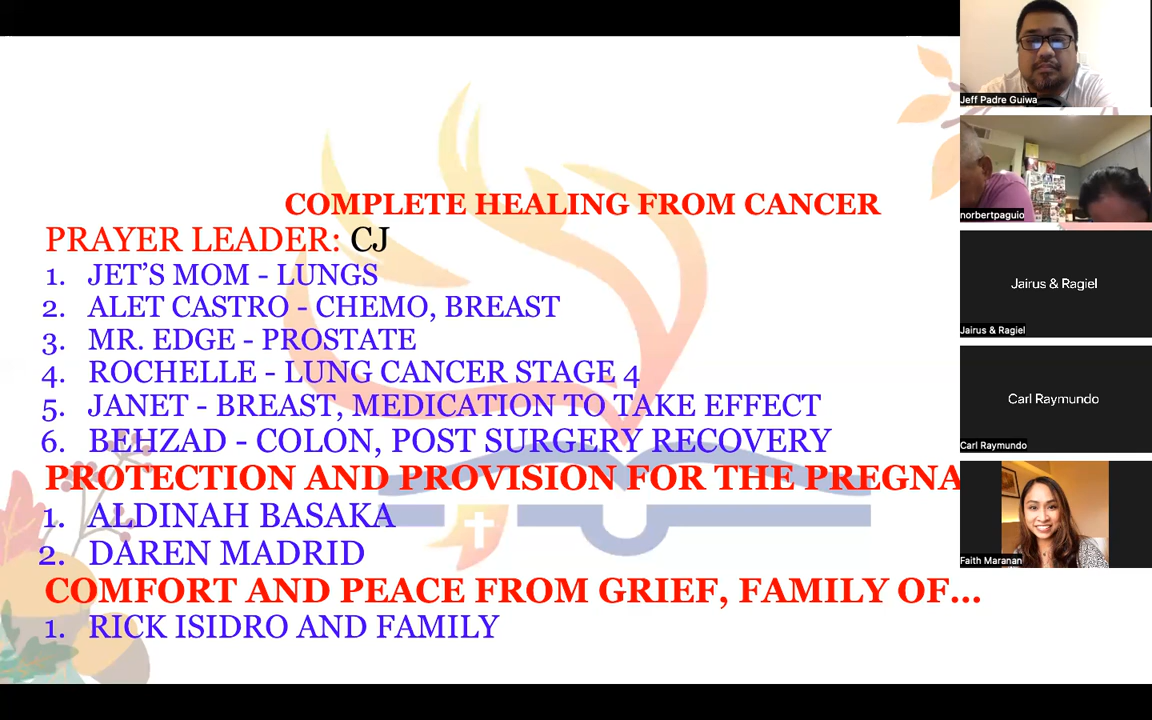 COMPLETE HEALING FROM CANCER
PRAYER LEADER: CJ
1. JET'S MOM - LUNGS
2. ALET CASTRO - CHEMO, BREAST
3. MR. EDGE - PROSTATE
4. ROCHELLE - LUNG CANCER STAGE 4
5. JANET - BREAST, MEDICATION TO TAKE EFFECT
6. BEHZAD - COLON, POST SURGERY RECOVERY
PROTECTION AND PROVISION FOR THE PREGNA
1. ALDINAH BASAKA
2. DAREN MADRID
COMFORT AND PEACE FROM GRIEF, FAMILY OF...
1. RICK ISIDRO AND FAMILY
Jeff Padre Guiwa
norbertpaguio
Jairus & Ragiel
Jairus & Ragiel
Carl Raymundo
Carl Raymundo
Faith Maranan